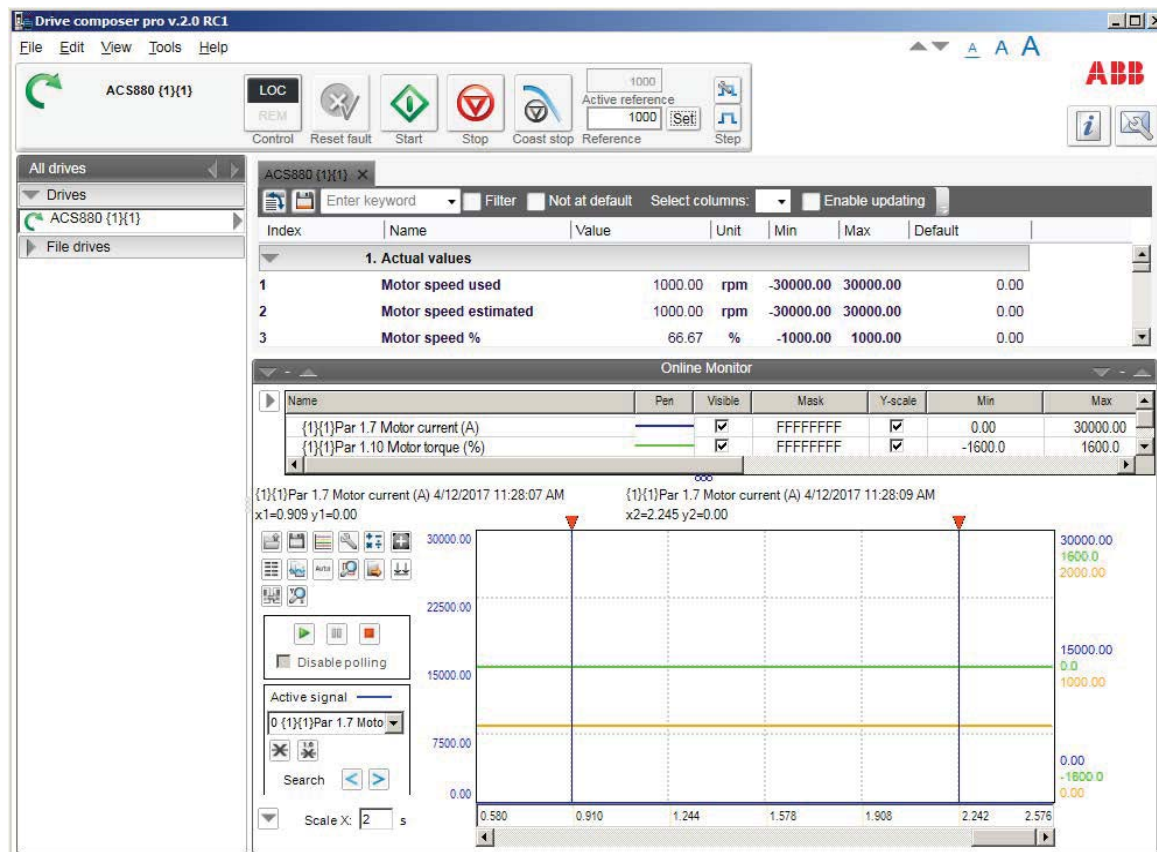 Drive composer pro v.2.0 RC1
File Edit View Tools Help
A A A
ABB
ACS880 {1}{1}
LOC
REM
Control
Reset fault
Start
Stop
Coast stop
1000
Active reference
1000 Set
Reference
Step
All drives
Drives
ACS880 {1}{1}
File drives
ACS880 {1}{1} X
Enter keyword Filter Not at default Select columns: Enable updating
Index Name Value Unit Min Max Default
1. Actual values
1 Motor speed used 1000.00 rpm -30000.00 30000.00 0.00
2 Motor speed estimated 1000.00 rpm -30000.00 30000.00 0.00
3 Motor speed % 66.67 % -1000.00 1000.00 0.00
Online Monitor
Name Pen Visible Mask Y-scale Min Max
{1}{1}Par 1.7 Motor current (A) FFFFFFFF 0.00 30000.00
{1}{1}Par 1.10 Motor torque (%) FFFFFFFF -1600.0 1600.0
{1}{1}Par 1.7 Motor current (A) 4/12/2017 11:28:07 AM
x1=0.909 y1=0.00
{1}{1}Par 1.7 Motor current (A) 4/12/2017 11:28:09 AM
x2=2.245 y2=0.00
Auto
Disable polling
Active signal
0 {1}{1}Par 1.7 Moto
1.0
Search
Scale X: 2 s
30000.00
22500.00
15000.00
7500.00
0.00
30000.00
1600.0
2000.00
15000.00
0.0
1000.00
0.00
-1600.0
0.00
0.580 0.910 1.244 1.578 1.908 2.242 2.576